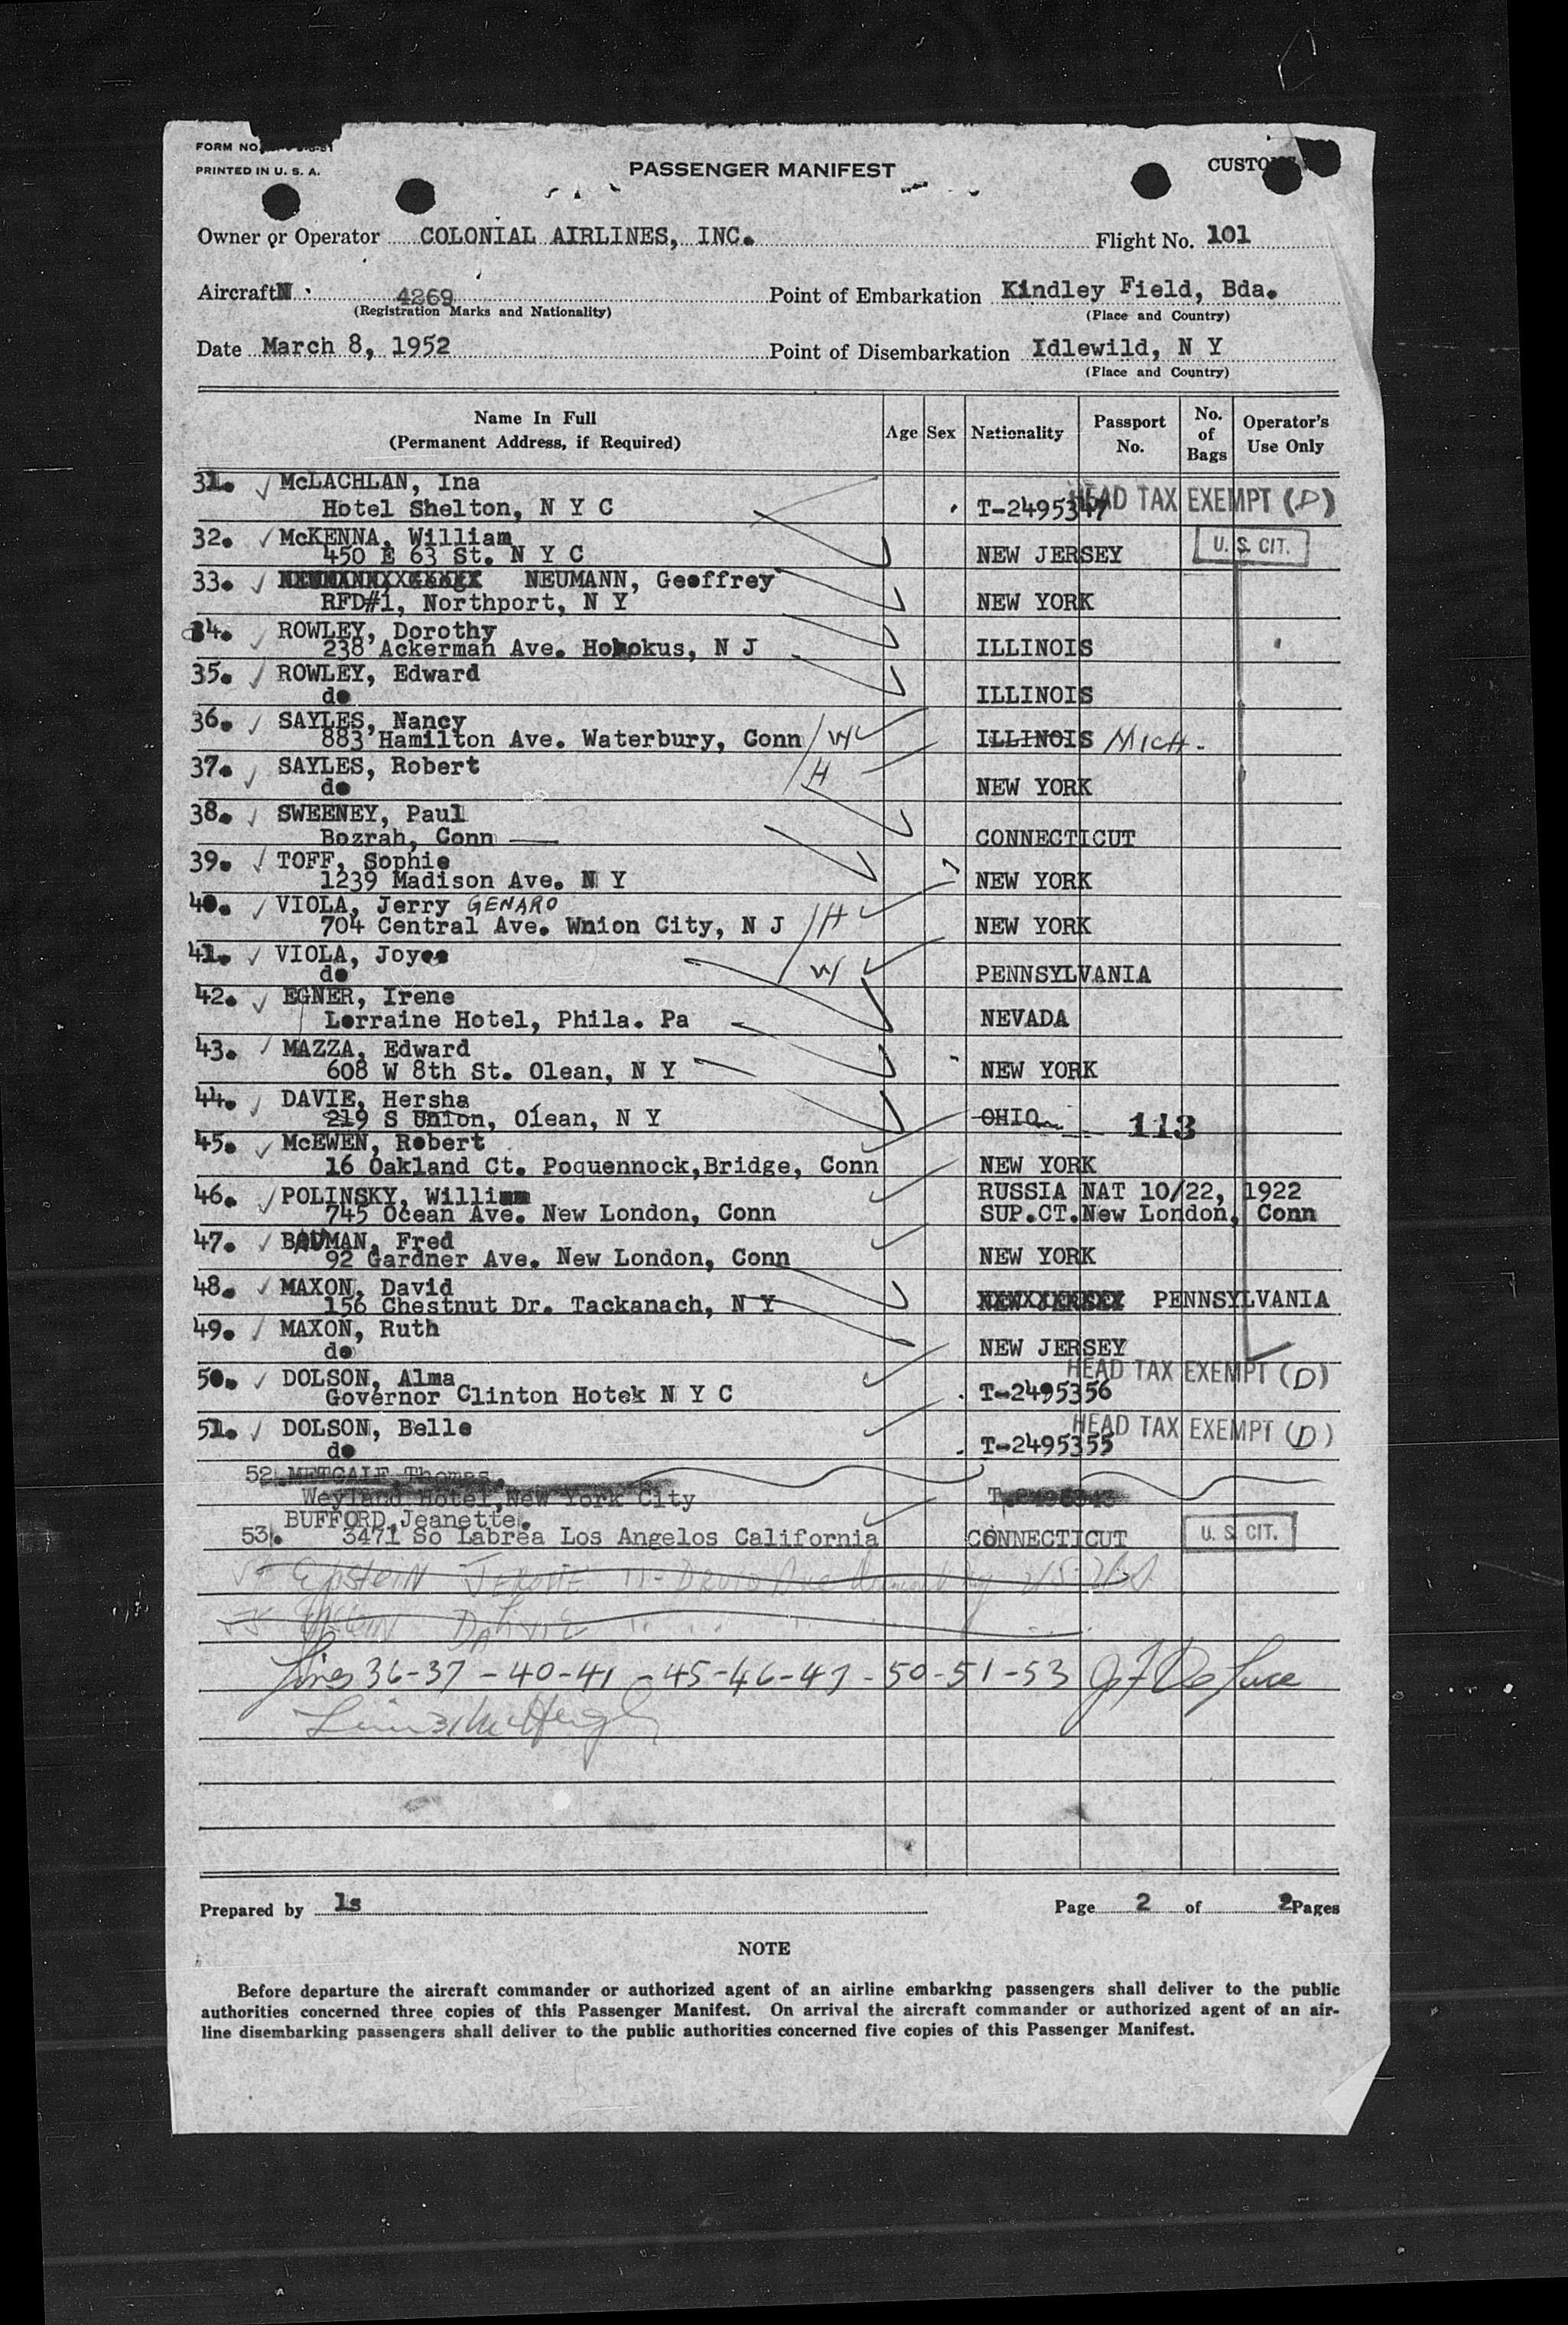 FORM NO.
PRINTED IN U. S. A.
PASSENGER MANIFEST
CUSTOMS
Owner or Operator COLONIAL AIRLINES, INC. Flight No. 101
Aircraft N 4269 Point of Embarkation Kindley Field, Bda.
(Registration Marks and Nationality) (Place and Country)
Date March 8, 1952 Point of Disembarkation Idlewild, N Y
(Place and Country)
Name In Full (Permanent Address, if Required) Age Sex Nationality Passport No. No. of Bags Operator's Use Only
31. McLACHLAN, Ina
Hotel Shelton, N Y C T-2495347 HEAD TAX EXEMPT (D)
32. McKENNA, William
450 E 63 St. N Y C NEW JERSEY U. S. CIT.
33. NEUMANN, Geoffrey
RFD#1, Northport, N Y NEW YORK
34. ROWLEY, Dorothy
238 Ackerman Ave. Hohokus, N J ILLINOIS
35. ROWLEY, Edward
do ILLINOIS
36. SAYLES, Nancy
883 Hamilton Ave. Waterbury, Conn W ILLINOIS MICH.
37. SAYLES, Robert H
do NEW YORK
38. SWEENEY, Paul
Bozrah, Conn CONNECTICUT
39. TOFF, Sophie
1239 Madison Ave. N Y NEW YORK
40. VIOLA, Jerry GENARO
704 Central Ave. Wnion City, N J H NEW YORK
41. VIOLA, Joyce
do W PENNSYLVANIA
42. EGNER, Irene
Lorraine Hotel, Phila. Pa NEVADA
43. MAZZA, Edward
608 W 8th St. Olean, N Y NEW YORK
44. DAVIE, Hersha
219 S Union, Olean, N Y OHIO 113
45. McEWEN, Robert
16 Oakland Ct. Poquennock,Bridge, Conn NEW YORK
46. POLINSKY, William RUSSIA NAT 10/22, 1922
745 Ocean Ave. New London, Conn SUP.CT.New London, Conn
47. BAUMAN, Fred
92 Gardner Ave. New London, Conn NEW YORK
48. MAXON, David
156 Chestnut Dr. Tackanach, N Y NEW JERSEY PENNSYLVANIA
49. MAXON, Ruth
do NEW JERSEY
50. DOLSON, Alma HEAD TAX EXEMPT (D)
Governor Clinton Hotek N Y C T-2495356
51. DOLSON, Belle HEAD TAX EXEMPT (D)
do T-2495355
52. METCALF Thomas.
Weyland Hotel,New York City
BUFFORD,Jeanette.
53. 3471 So Labrea Los Angelos California CONNECTICUT U. S. CIT.
Epstein Jerome
Lines 36-37-40-41-45-46-47-50-51-53
Prepared by ls Page 2 of 2 Pages
NOTE
Before departure the aircraft commander or authorized agent of an airline embarking passengers shall deliver to the public
authorities concerned three copies of this Passenger Manifest. On arrival the aircraft commander or authorized agent of an air-
line disembarking passengers shall deliver to the public authorities concerned five copies of this Passenger Manifest.